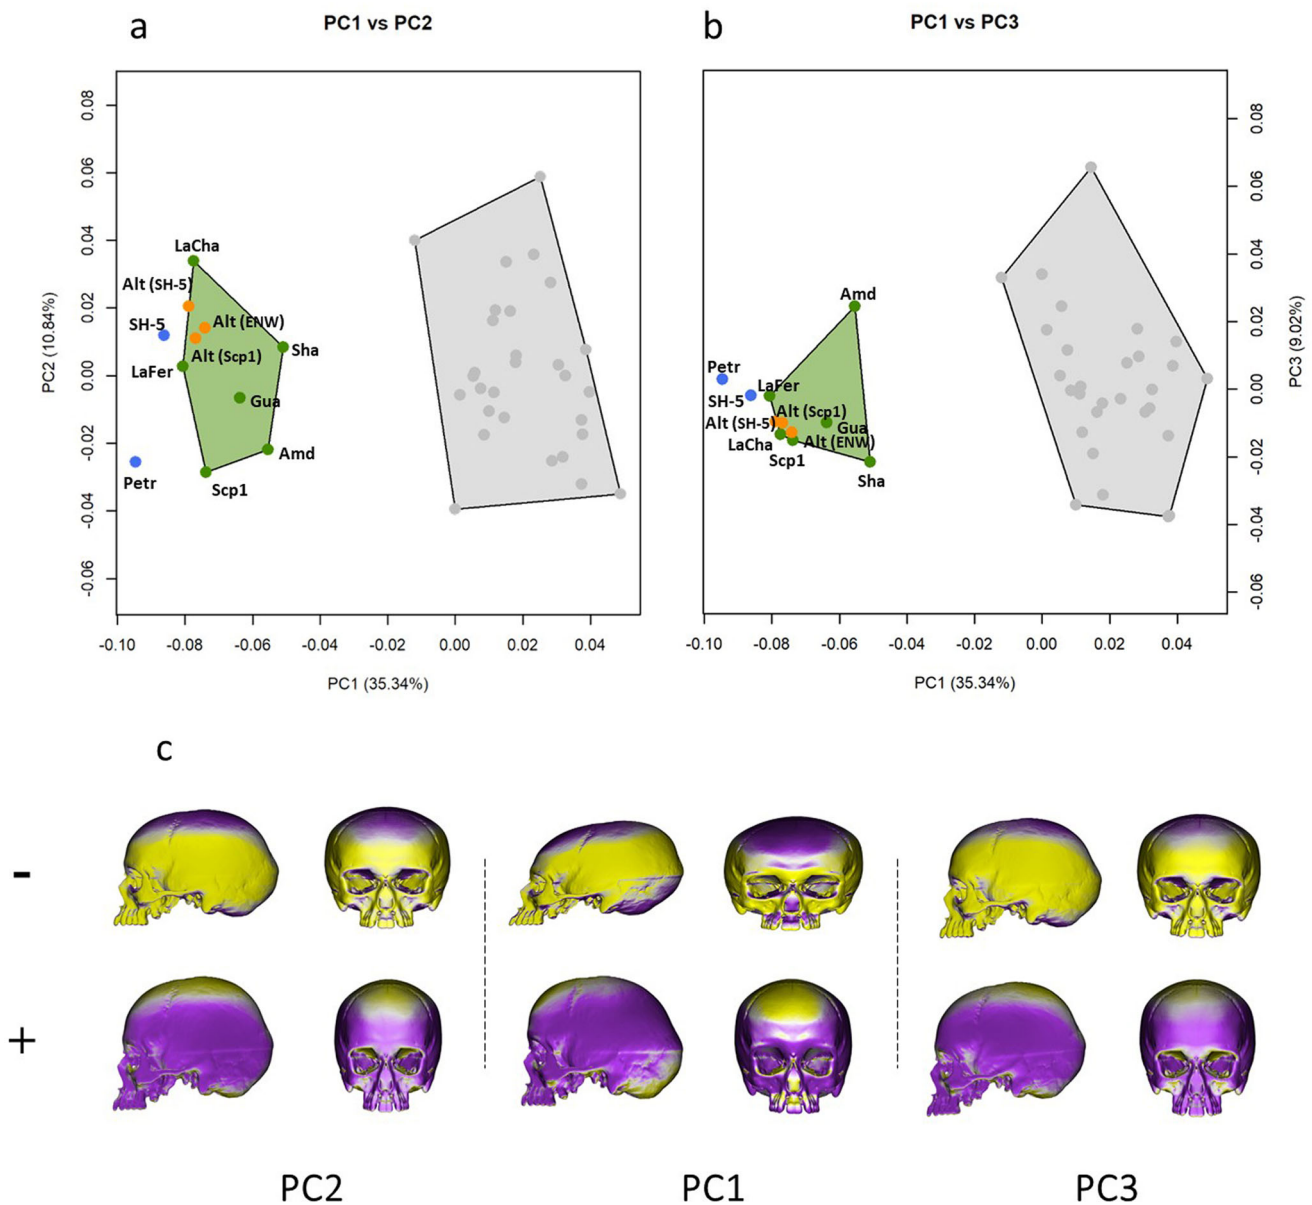 a
PC1 vs PC2
PC2 (10.84%)
0.08
0.06
0.04
0.02
0.00
-0.02
-0.04
-0.06
LaCha
Alt (SH-5)
SH-5
Alt (ENW)
Alt (Scp1)
LaFer
Sha
Gua
Amd
Petr
Scp1
-0.10
-0.08
-0.06
-0.04
-0.02
0.00
0.02
0.04
PC1 (35.34%)
b
PC1 vs PC3
Amd
Petr
LaFer
SH-5
Alt (Scp1)
Alt (SH-5)
Gua
LaCha
Alt (ENW)
Scp1
Sha
0.08
0.06
0.04
0.02
0.00
-0.02
-0.04
-0.06
PC3 (9.02%)
-0.10
-0.08
-0.06
-0.04
-0.02
0.00
0.02
0.04
PC1 (35.34%)
c
-
+
PC2
PC1
PC3